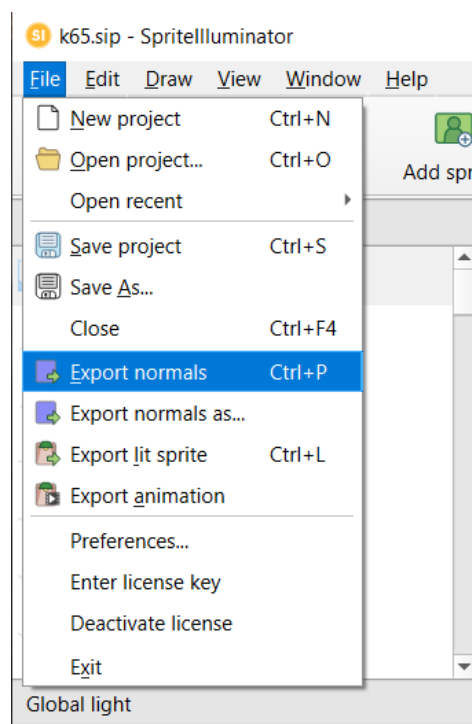 SI k65.sip - SpriteIlluminator
File Edit Draw View Window Help
New project Ctrl+N
Open project... Ctrl+O
Add spr
Open recent
Save project Ctrl+S
Save As...
Close Ctrl+F4
Export normals Ctrl+P
Export normals as...
Export lit sprite Ctrl+L
Export animation
Preferences...
Enter license key
Deactivate license
Exit
Global light